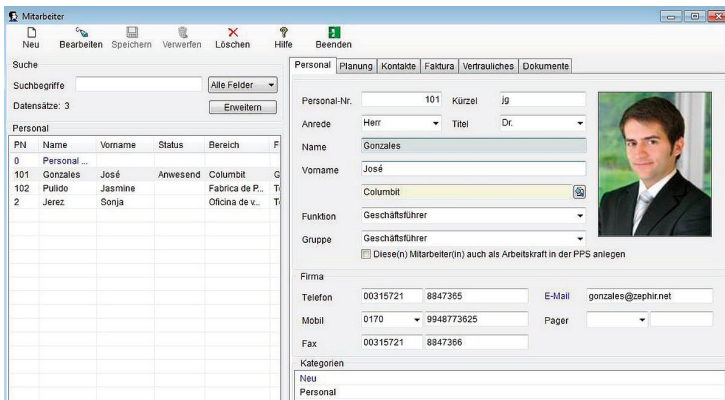 Mitarbeiter
Neu Bearbeiten Speichern Verwerfen Löschen Hilfe Beenden
Suche
Suchbegriffe Alle Felder
Datensätze: 3 Erweitern
Personal
PN Name Vorname Status Bereich F
0 Personal ...
101 Gonzales José Anwesend Columbit G
102 Pulido Jasmine Fabrica de P... T
2 Jerez Sonja Oficina de v... T
Personal Planung Kontakte Faktura Vertrauliches Dokumente
Personal-Nr. 101 Kürzel jg
Anrede Herr Titel Dr.
Name Gonzales
Vorname José
Columbit
Funktion Geschäftsführer
Gruppe Geschäftsführer
Diese(n) Mitarbeiter(in) auch als Arbeitskraft in der PPS anlegen
Firma
Telefon 00315721 8847365 E-Mail gonzales@zephir.net
Mobil 0170 9948773625 Pager
Fax 00315721 8847366
Kategorien
Neu
Personal